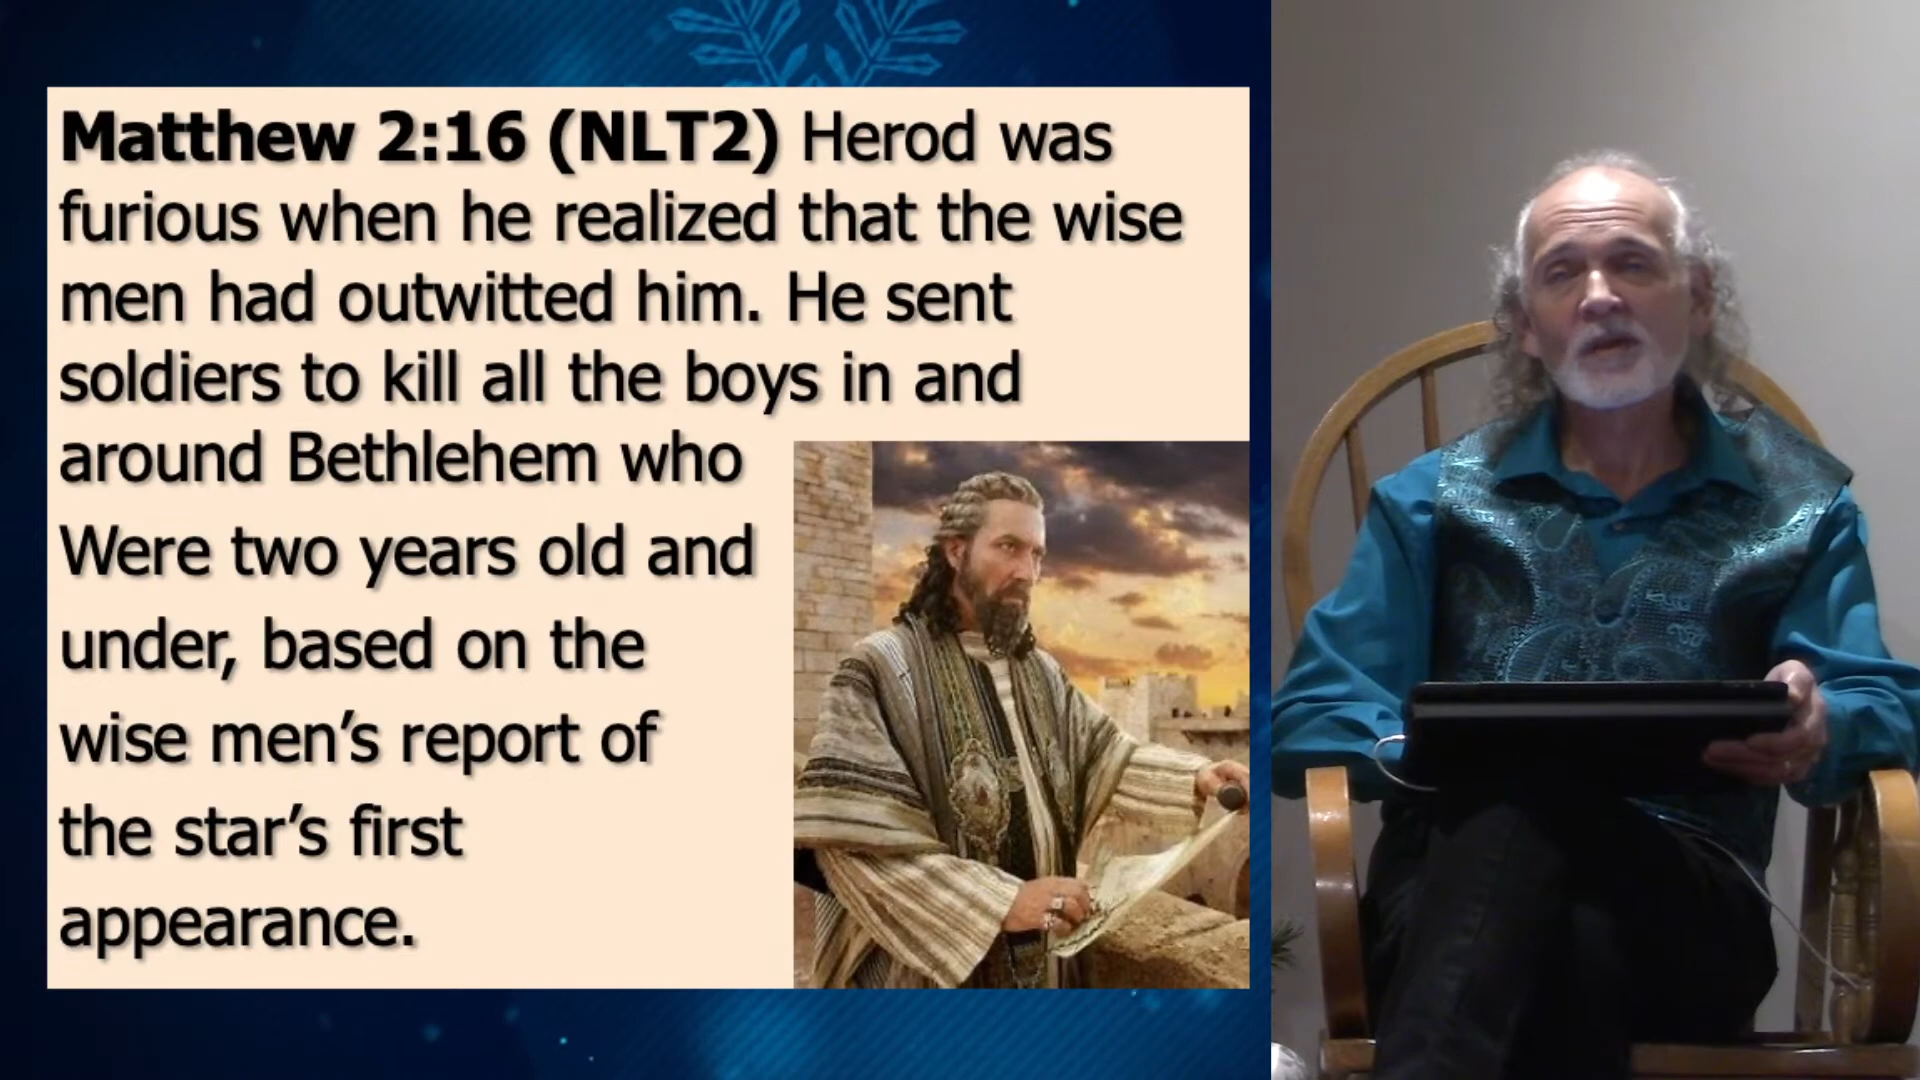 Matthew 2:16 (NLT2) Herod was
furious when he realized that the wise
men had outwitted him. He sent
soldiers to kill all the boys in and
around Bethlehem who
Were two years old and
under, based on the
wise men’s report of
the star’s first
appearance.